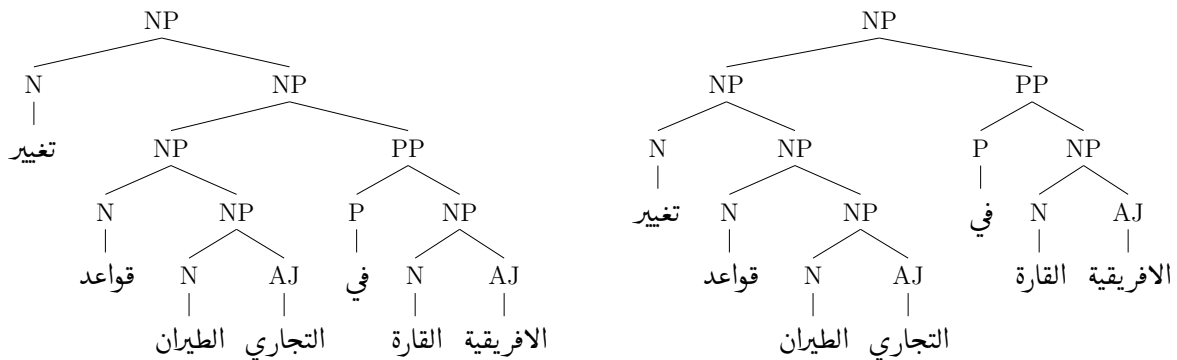 NP NP
N NP NP PP
تغيير NP PP N NP P NP
N NP P NP تغيير N NP في N AJ
قواعد N AJ في N AJ قواعد N AJ القارة الافريقية
الطيران التجاري القارة الافريقية الطيران التجاري